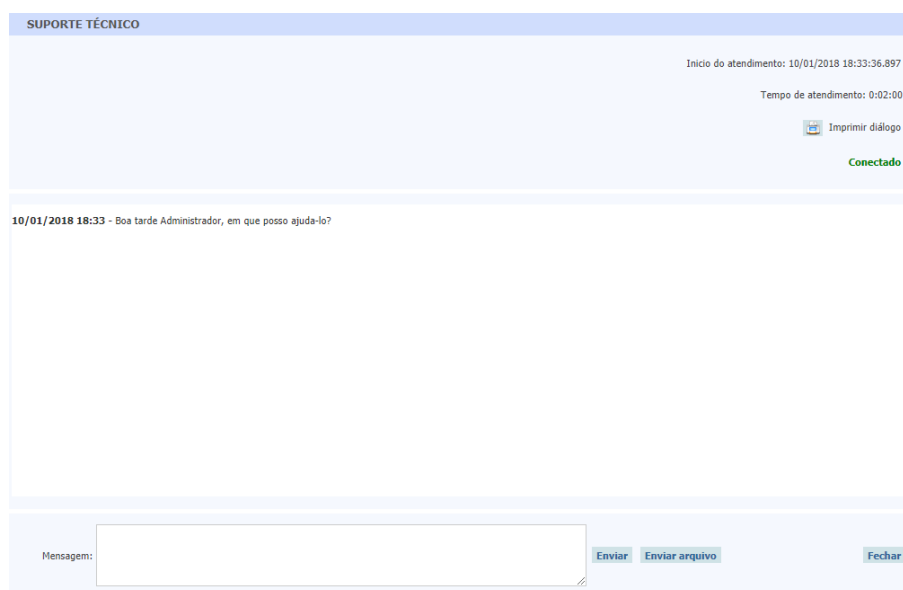 SUPORTE TÉCNICO
Inicio do atendimento: 10/01/2018 18:33:36.897
Tempo de atendimento: 0:02:00
Imprimir diálogo
Conectado
10/01/2018 18:33 - Boa tarde Administrador, em que posso ajuda-lo?
Mensagem:
Enviar Enviar arquivo Fechar